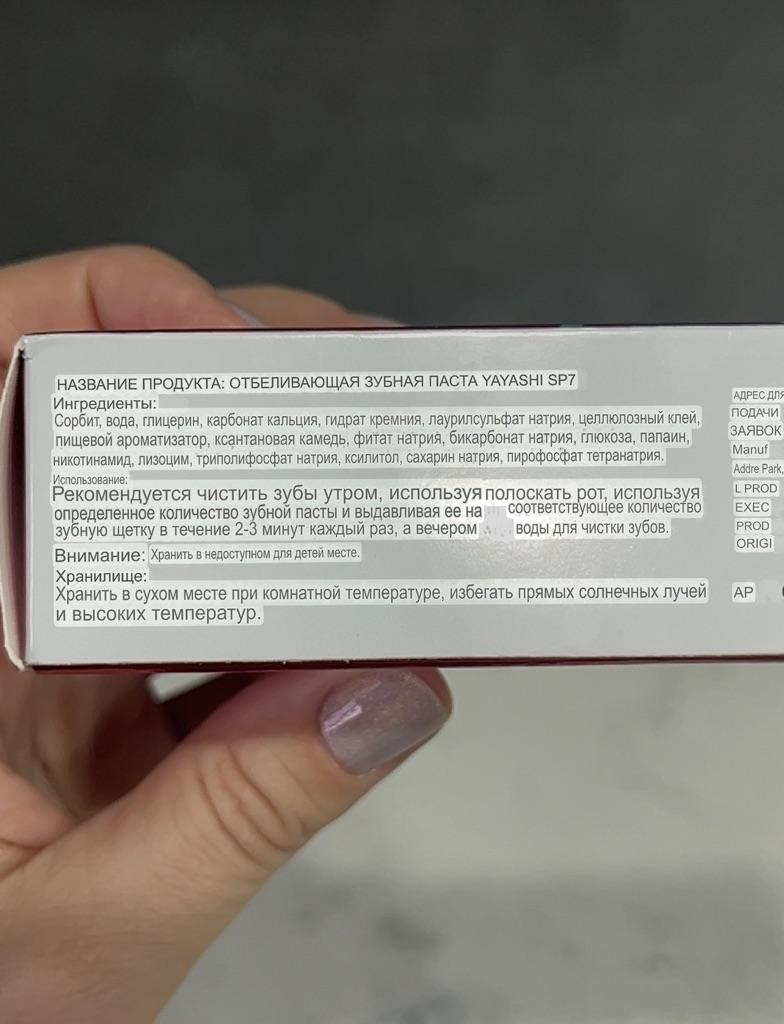 НАЗВАНИЕ ПРОДУКТА: ОТБЕЛИВАЮЩАЯ ЗУБНАЯ ПАСТА YAYASHI SP7
Ингредиенты:
Сорбит, вода, глицерин, карбонат кальция, гидрат кремния, лаурилсульфат натрия, целлюлозный клей,
пищевой ароматизатор, ксантановая камедь, фитат натрия, бикарбонат натрия, глюкоза, папаин,
никотинамид, лизоцим, триполифосфат натрия, ксилитол, сахарин натрия, пирофосфат тетранатрия.
Использование:
Рекомендуется чистить зубы утром, используя полоскать рот, используя
определенное количество зубной пасты и выдавливая ее на соответствующее количество
зубную щетку в течение 2-3 минут каждый раз, а вечером воды для чистки зубов.
Внимание: Хранить в недоступном для детей месте.
Хранилище:
Хранить в сухом месте при комнатной температуре, избегать прямых солнечных лучей
и высоких температур.
АДРЕС ДЛЯ
ПОДАЧИ
ЗАЯВОК
Manuf
Addre Park,
L PROD
EXEC
PROD
ORIGI
AP